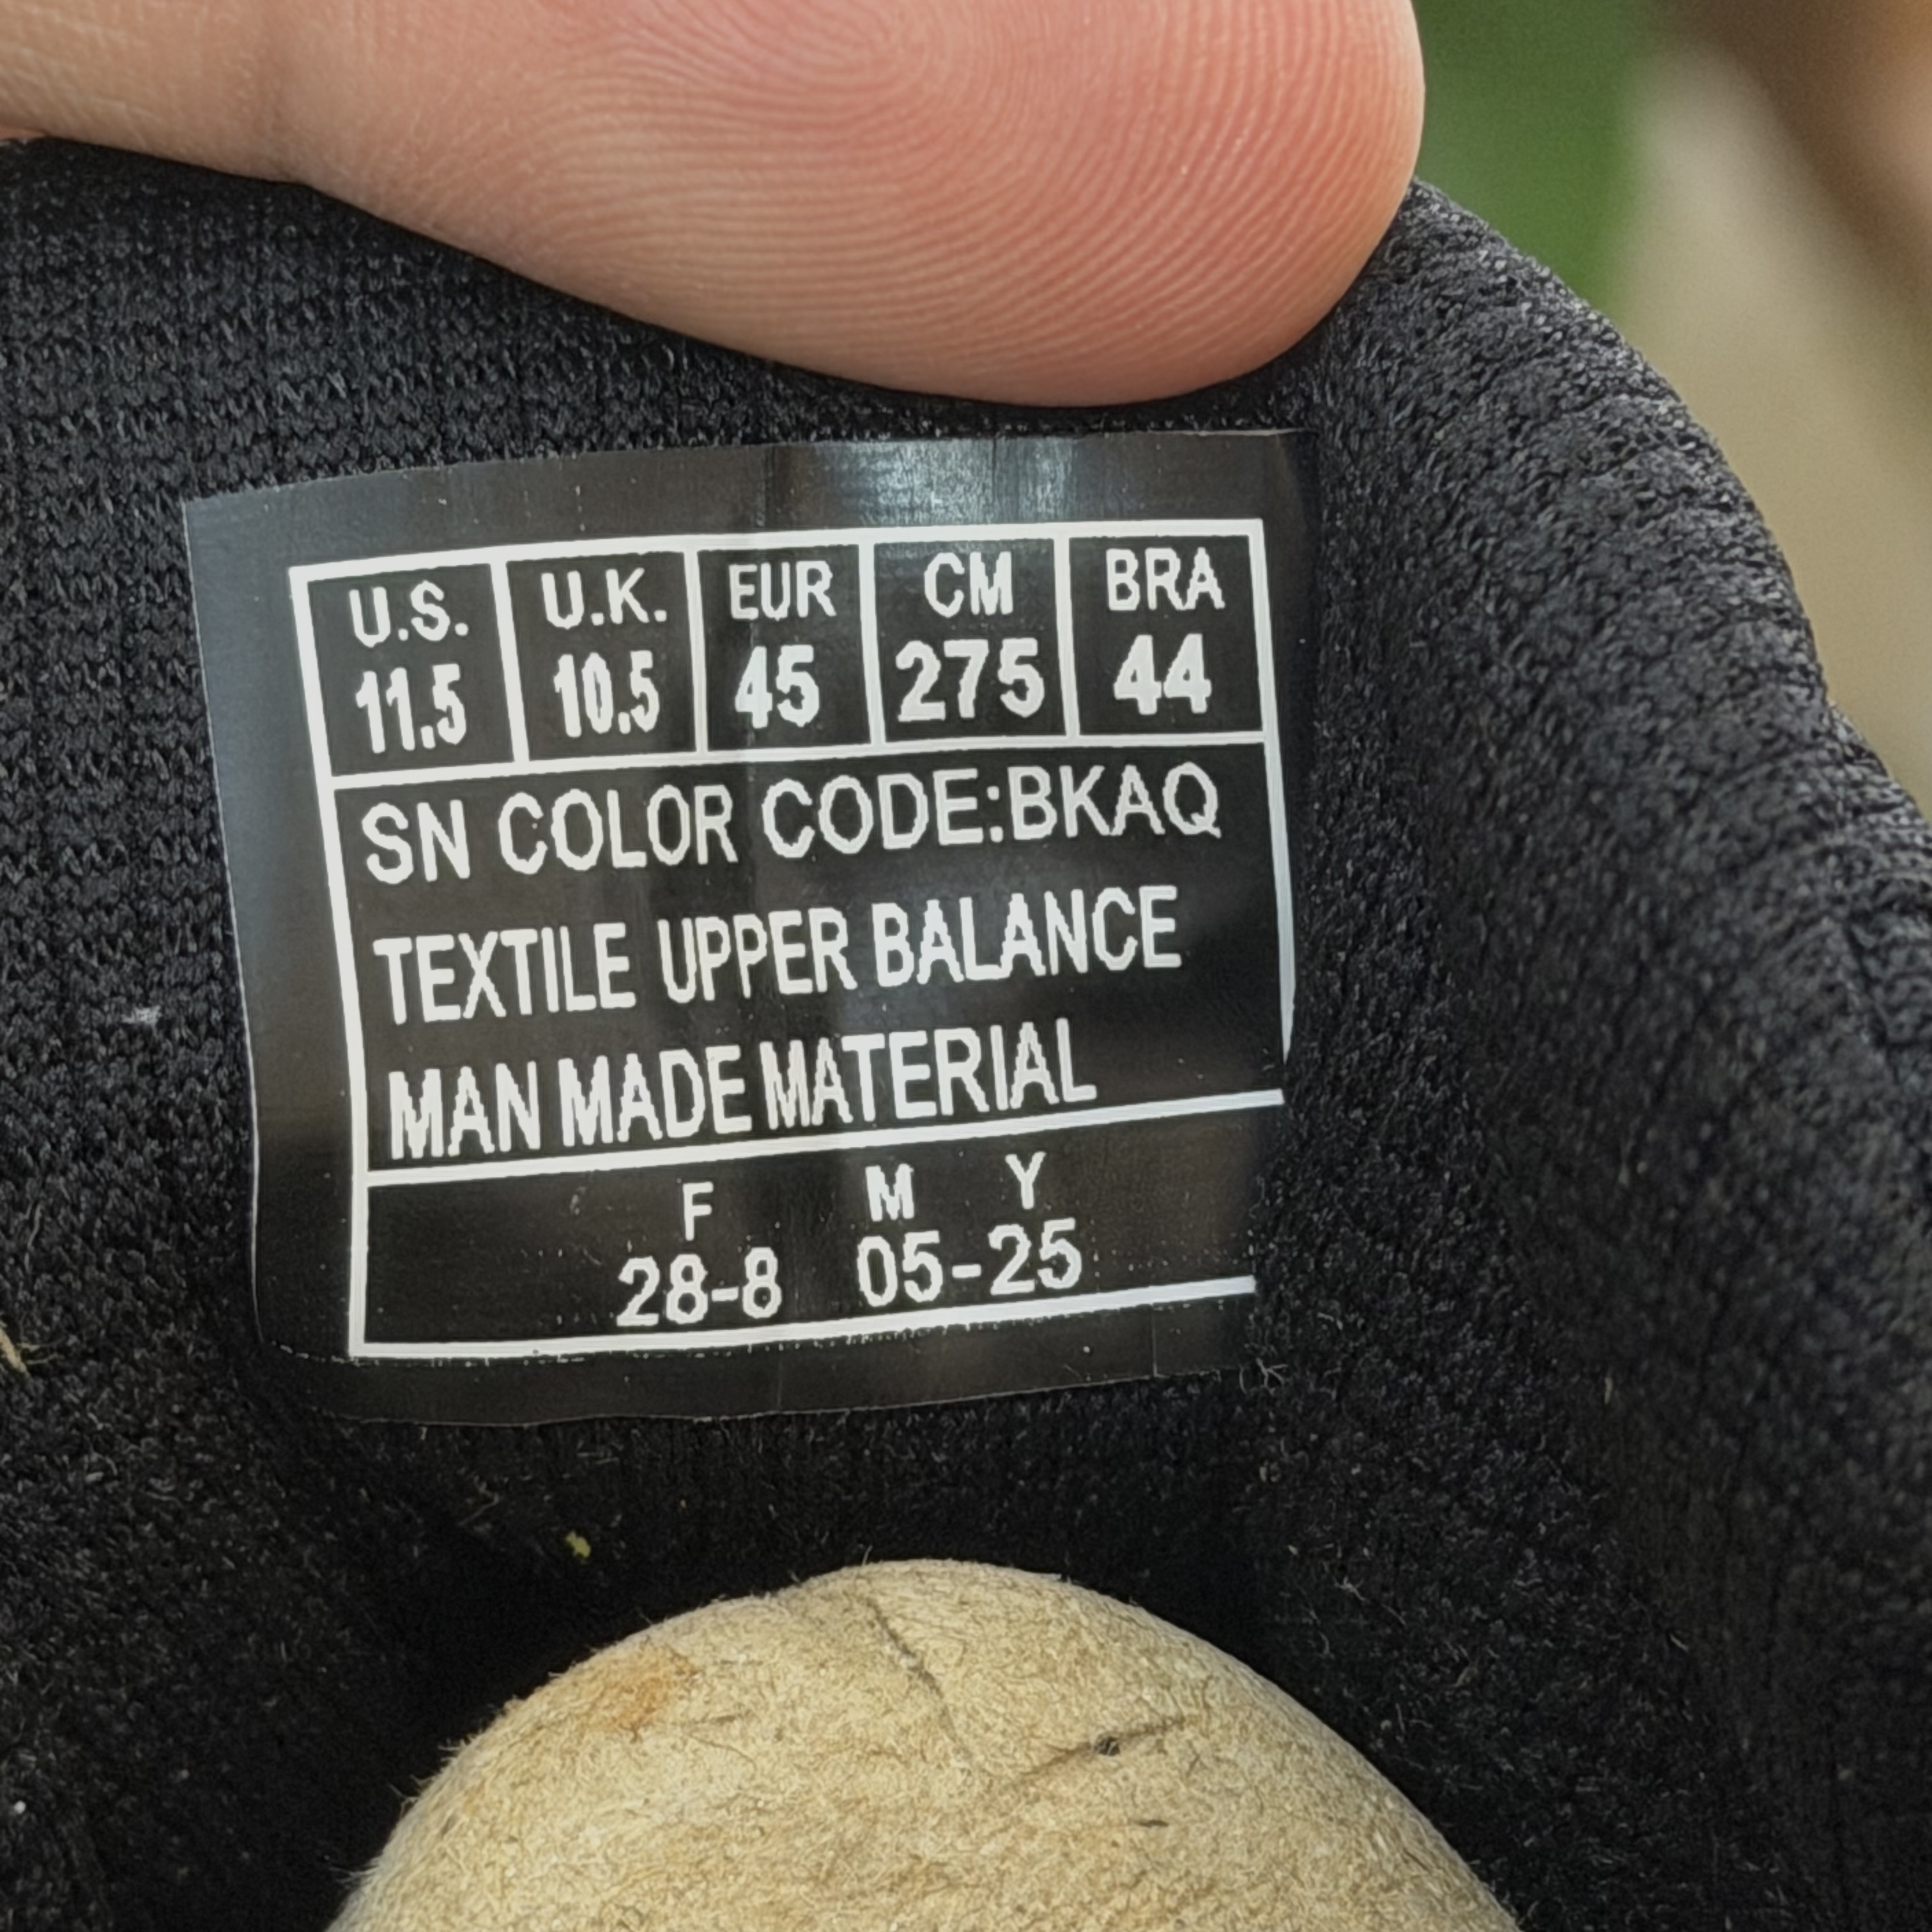 U.S. U.K. EUR CM BRA
11.5 10.5 45 275 44
SN COLOR CODE:BKAQ
TEXTILE UPPER BALANCE
MAN MADE MATERIAL
F M Y
28-8 05-25